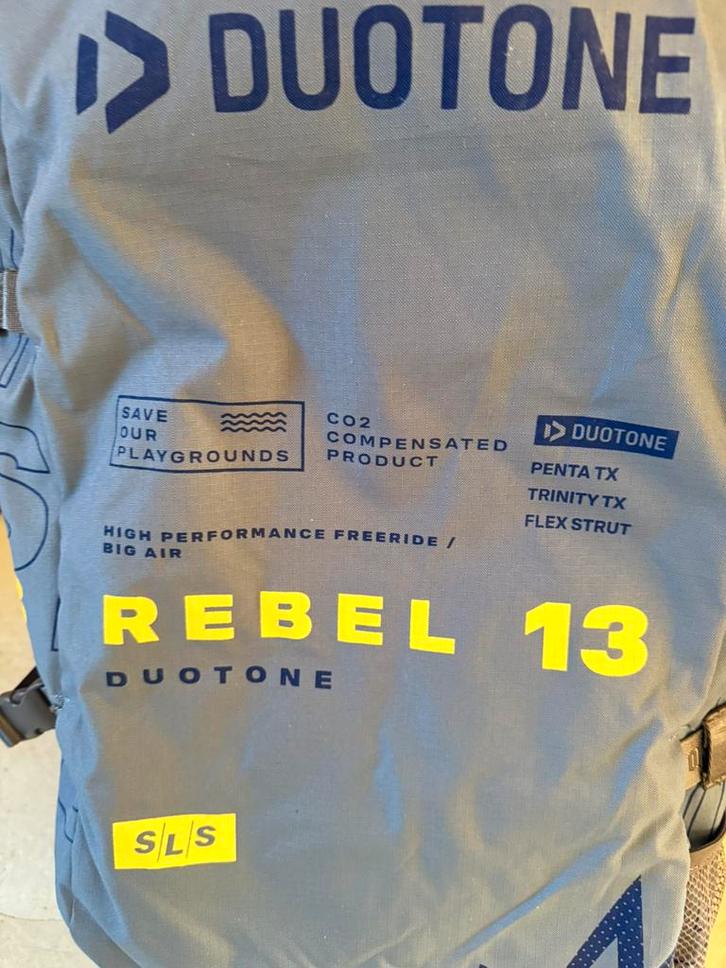 DUOTONE
SAVE
OUR
PLAYGROUNDS
CO2
COMPENSATED
PRODUCT
DUOTONE
PENTA TX
TRINITY TX
FLEX STRUT
HIGH PERFORMANCE FREERIDE /
BIG AIR
REBEL 13
DUOTONE
S/L/S